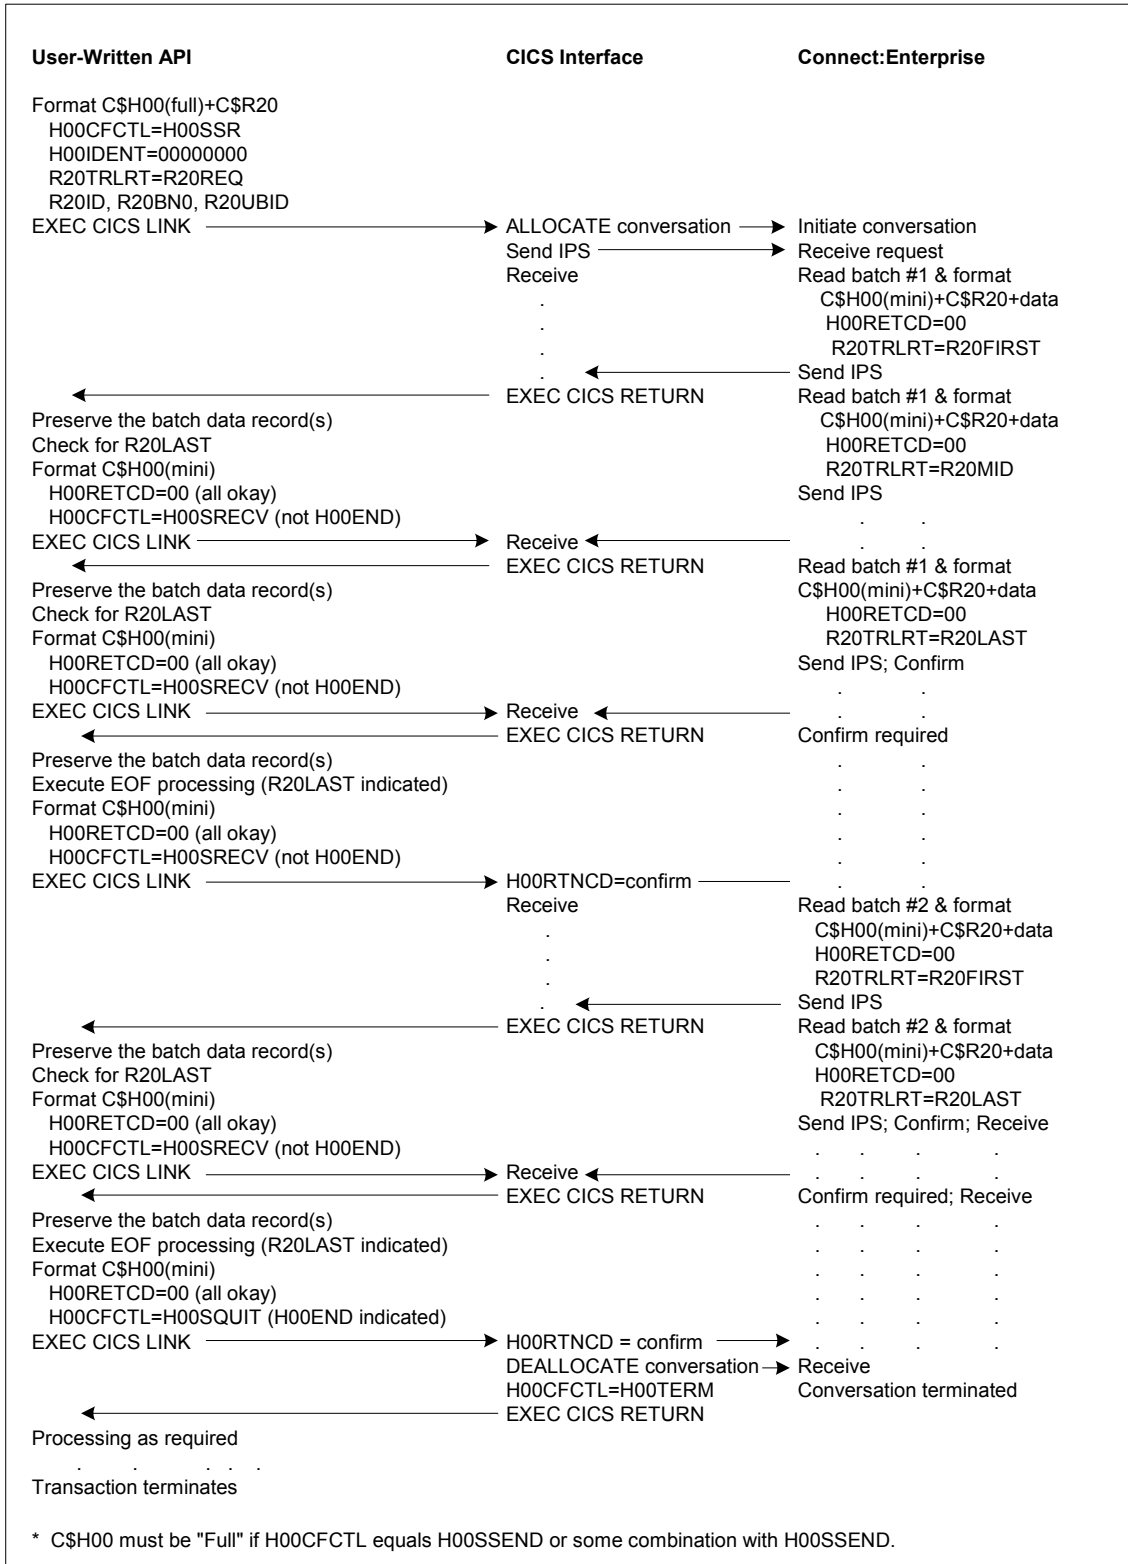 User-Written API CICS Interface Connect:Enterprise
Format C$H00(full)+C$R20
H00CFCTL=H00SSR
H00IDENT=00000000
R20TRLRT=R20REQ
R20ID, R20BN0, R20UBID
EXEC CICS LINK ALLOCATE conversation Initiate conversation
Send IPS Receive request
Receive Read batch #1 & format
. C$H00(mini)+C$R20+data
. H00RETCD=00
. R20TRLRT=R20FIRST
. Send IPS
EXEC CICS RETURN Read batch #1 & format
Preserve the batch data record(s) C$H00(mini)+C$R20+data
Check for R20LAST H00RETCD=00
Format C$H00(mini) R20TRLRT=R20MID
H00RETCD=00 (all okay) Send IPS
H00CFCTL=H00SRECV (not H00END) . .
EXEC CICS LINK Receive . .
EXEC CICS RETURN Read batch #1 & format
Preserve the batch data record(s) C$H00(mini)+C$R20+data
Check for R20LAST H00RETCD=00
Format C$H00(mini) R20TRLRT=R20LAST
H00RETCD=00 (all okay) Send IPS; Confirm
H00CFCTL=H00SRECV (not H00END) . .
EXEC CICS LINK Receive . .
EXEC CICS RETURN Confirm required
Preserve the batch data record(s) . .
Execute EOF processing (R20LAST indicated) . .
Format C$H00(mini) . .
H00RETCD=00 (all okay) . .
H00CFCTL=H00SRECV (not H00END) . .
EXEC CICS LINK H00RTNCD=confirm . .
Receive Read batch #2 & format
. C$H00(mini)+C$R20+data
. H00RETCD=00
. R20TRLRT=R20FIRST
. Send IPS
EXEC CICS RETURN Read batch #2 & format
Preserve the batch data record(s) C$H00(mini)+C$R20+data
Check for R20LAST H00RETCD=00
Format C$H00(mini) R20TRLRT=R20LAST
H00RETCD=00 (all okay) Send IPS; Confirm; Receive
H00CFCTL=H00SRECV (not H00END) . . . .
EXEC CICS LINK Receive . . . .
EXEC CICS RETURN Confirm required; Receive
Preserve the batch data record(s) . . . .
Execute EOF processing (R20LAST indicated) . . . .
Format C$H00(mini) . . . .
H00RETCD=00 (all okay) . . . .
H00CFCTL=H00SQUIT (H00END indicated) . . . .
EXEC CICS LINK H00RTNCD = confirm . . . .
DEALLOCATE conversation Receive
H00CFCTL=H00TERM Conversation terminated
EXEC CICS RETURN
Processing as required
. . . . .
Transaction terminates
* C$H00 must be "Full" if H00CFCTL equals H00SSEND or some combination with H00SSEND.